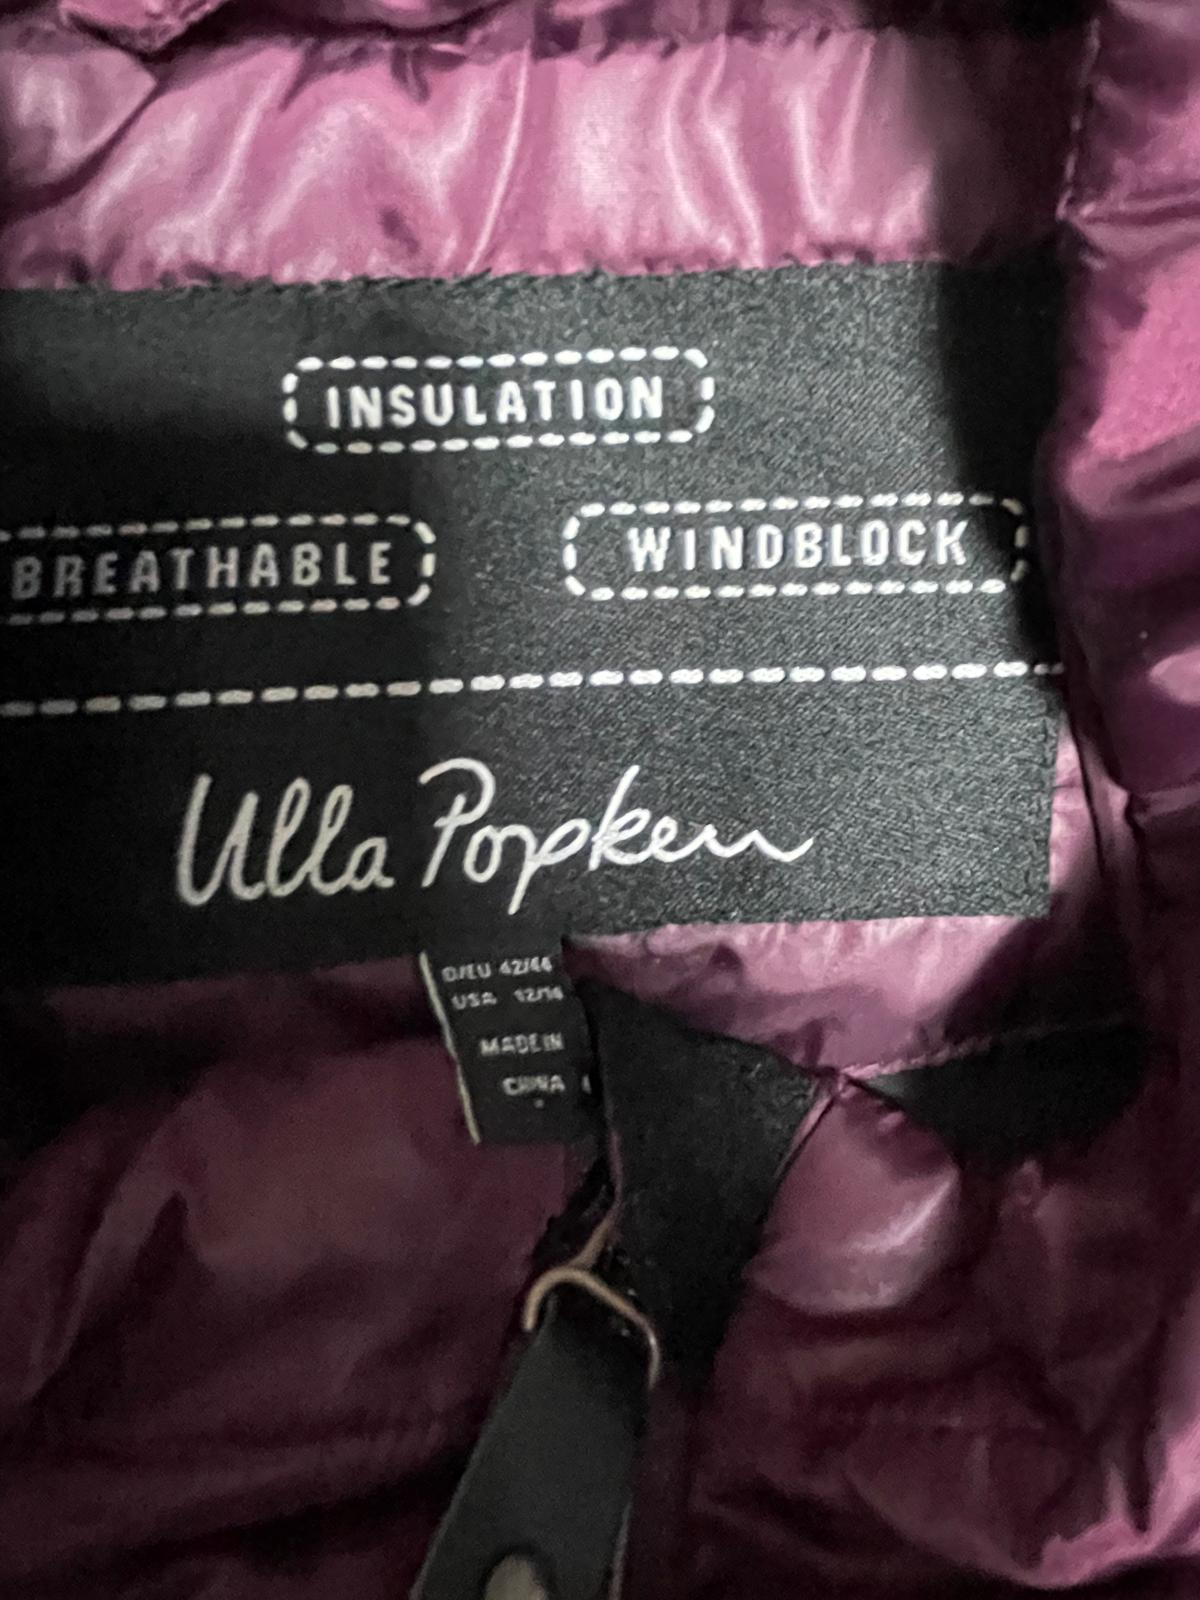 INSULATION
BREATHABLE WINDBLOCK
Ulla Popken
D/EU 42/44
USA 12/14
MADE IN
CHINA